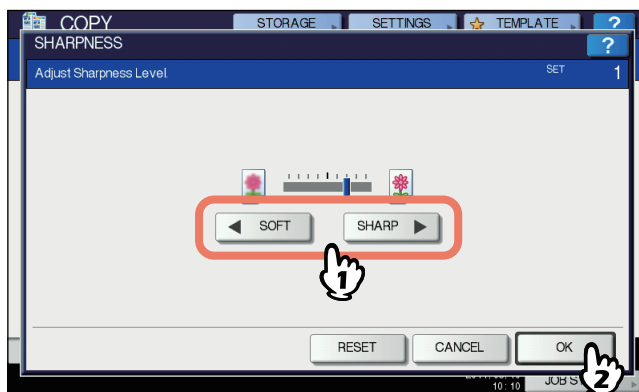 COPY STORAGE SETTINGS TEMPLATE ?
SHARPNESS ?
Adjust Sharpness Level. SET 1
SOFT SHARP
1
RESET CANCEL OK
2
10:10 JOB S